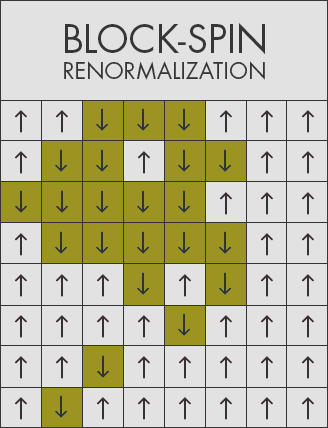 BLOCK-SPIN
RENORMALIZATION
↑ ↑ ↓ ↓ ↓ ↑ ↑ ↑
↑ ↓ ↓ ↑ ↓ ↓ ↑ ↑
↓ ↓ ↓ ↓ ↓ ↑ ↑ ↑
↑ ↓ ↓ ↓ ↓ ↓ ↑ ↑
↑ ↑ ↑ ↓ ↑ ↓ ↑ ↑
↑ ↑ ↑ ↑ ↓ ↑ ↑ ↑
↑ ↑ ↓ ↑ ↑ ↑ ↑ ↑
↑ ↓ ↑ ↑ ↑ ↑ ↑ ↑